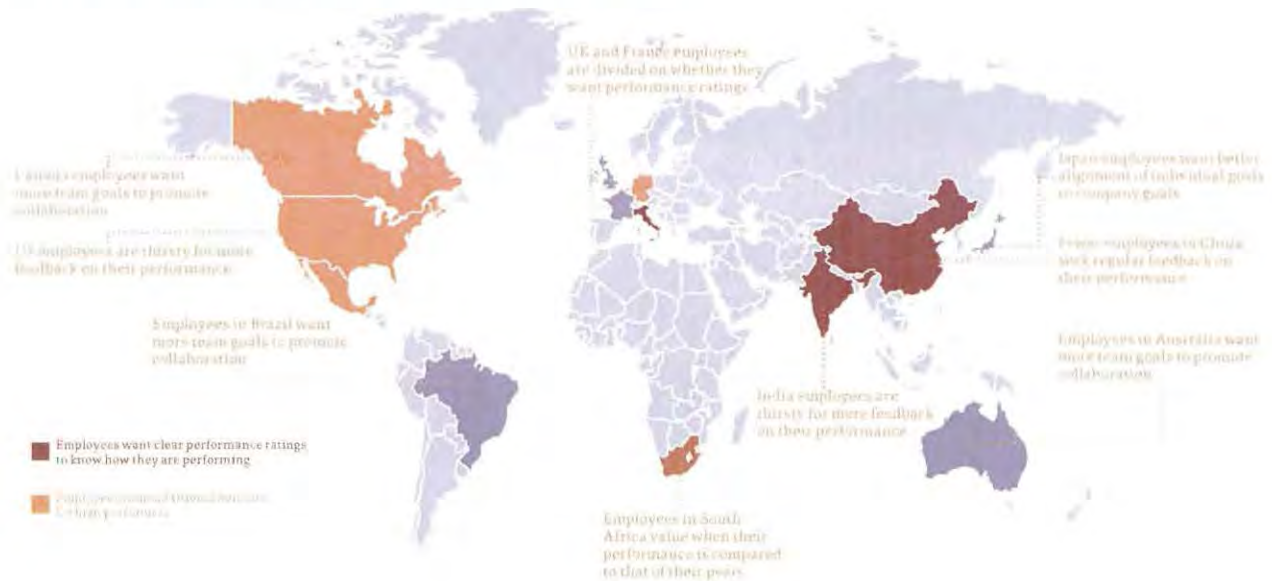 UK and France employees
are divided on whether they
want performance ratings
Canada employees want
more team goals to promote
collaboration
US employees are thirsty for more
feedback on their performance
Employees in Brazil want
more team goals to promote
collaboration
Employees want clear performance ratings
to know how they are performing
Japan employees want better
alignment of individual goals
to company goals
employees in China
seek regular feedback on
their performance
Employees in Australia want
more team goals to promote
collaboration
India employees are
thirsty for more feedback
on their performance
Employees in South
Africa value when their
performance is compared
to that of their peers